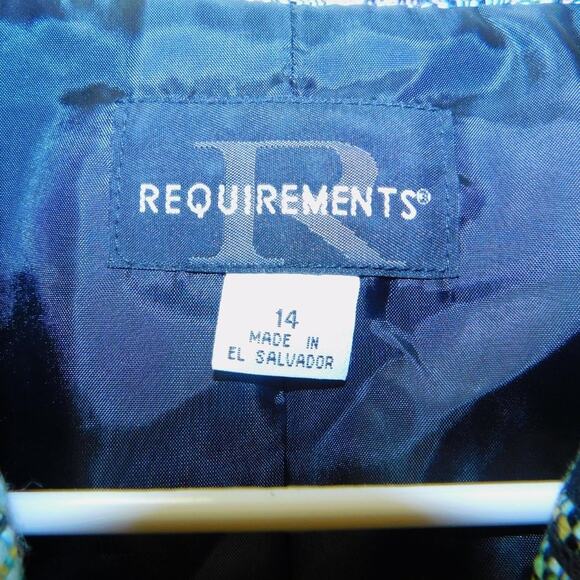 R
REQUIREMENTS®
14
MADE IN
EL SALVADOR